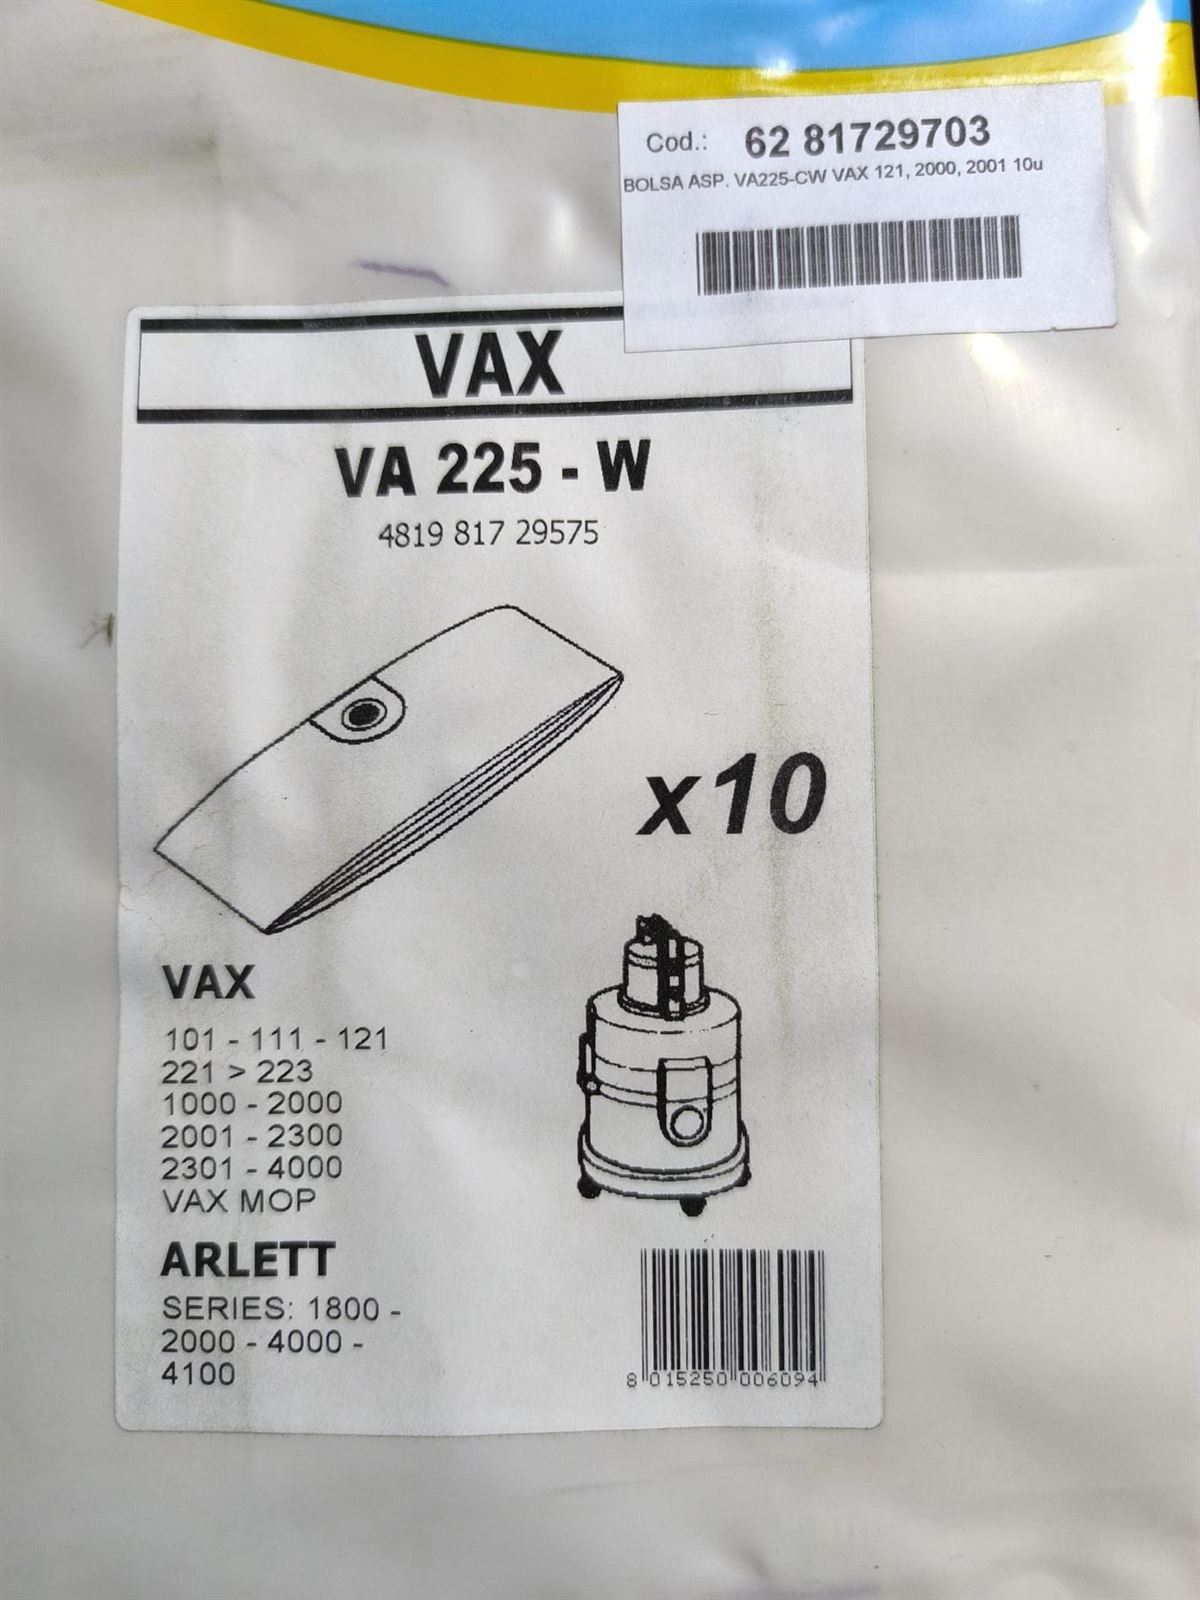 Cod.: 62 81729703
BOLSA ASP. VA225-CW VAX 121, 2000, 2001 10u
VAX
VA 225 - W
4819 817 29575
x10
VAX
101 - 111 - 121
221 > 223
1000 - 2000
2001 - 2300
2301 - 4000
VAX MOP
ARLETT
SERIES: 1800 -
2000 - 4000 -
4100
8 015250 006094